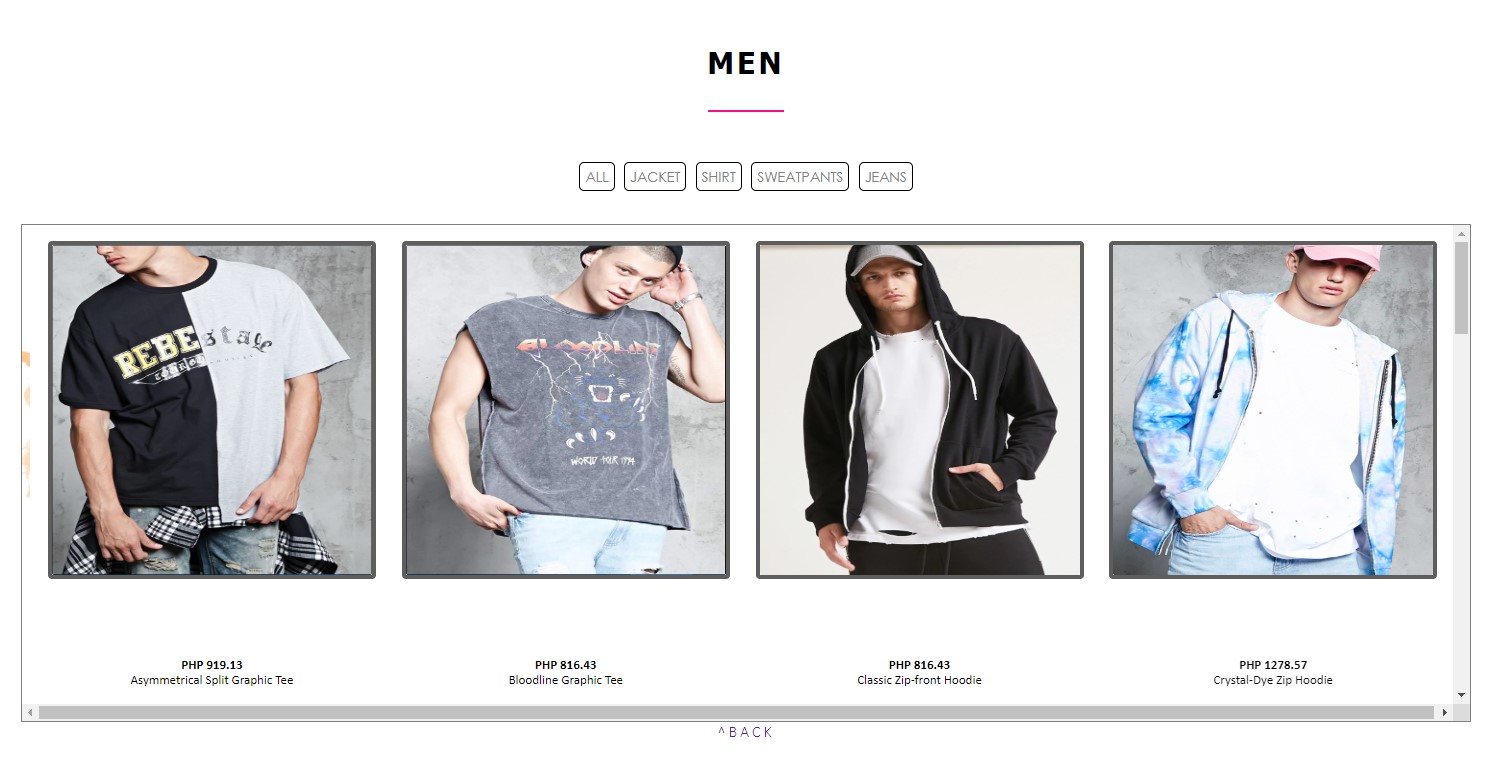 MEN
ALL JACKET SHIRT SWEATPANTS JEANS
REBE stale
BLOODLINE
WORLD TOUR 1994
PHP 919.13 PHP 816.43 PHP 816.43 PHP 1278.57
Asymmetrical Split Graphic Tee Bloodline Graphic Tee Classic Zip-front Hoodie Crystal-Dye Zip Hoodie
^BACK